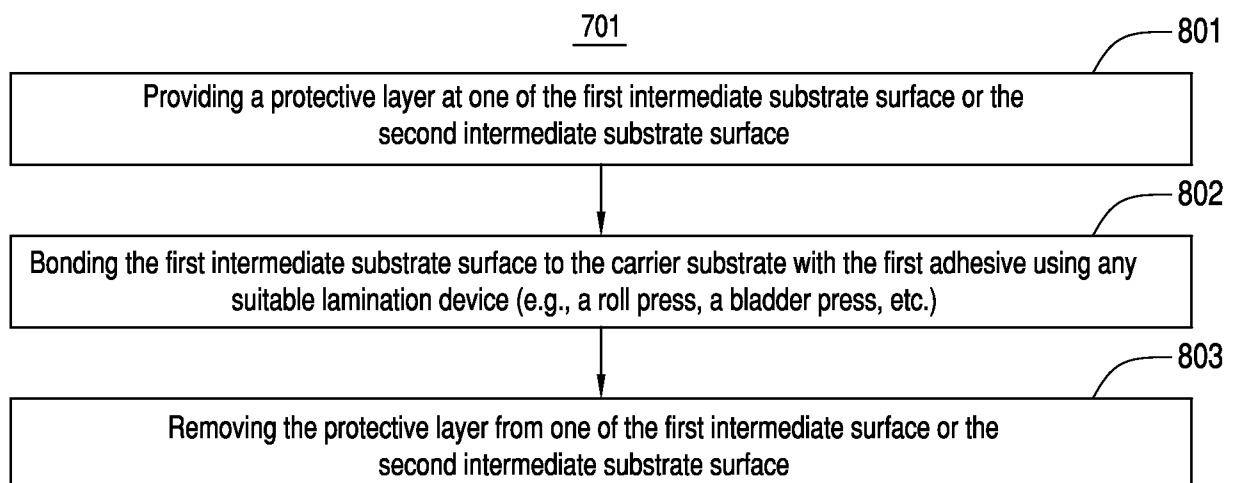 701
801
Providing a protective layer at one of the first intermediate substrate surface or the
second intermediate substrate surface
802
Bonding the first intermediate substrate surface to the carrier substrate with the first adhesive using any
suitable lamination device (e.g., a roll press, a bladder press, etc.)
803
Removing the protective layer from one of the first intermediate surface or the
second intermediate substrate surface